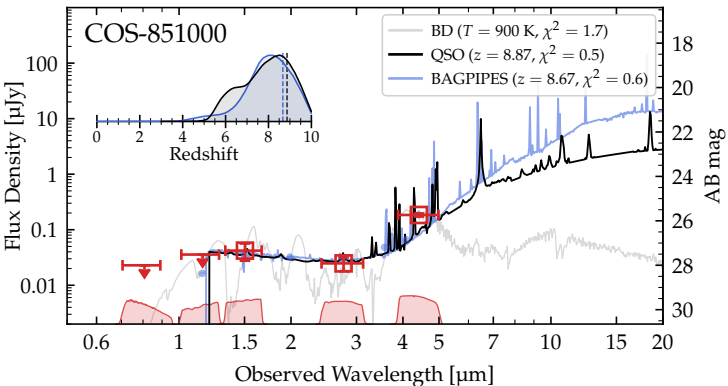 COS-851000
BD (T = 900 K, χ² = 1.7)
QSO (z = 8.87, χ² = 0.5)
BAGPIPES (z = 8.67, χ² = 0.6)
0 2 4 6 8 10
Redshift
100
10
1
0.1
0.01
Flux Density [μJy]
18
20
22
24
26
28
30
AB mag
0.6 1 1.5 2 3 4 5 10 15 20
Observed Wavelength [μm]